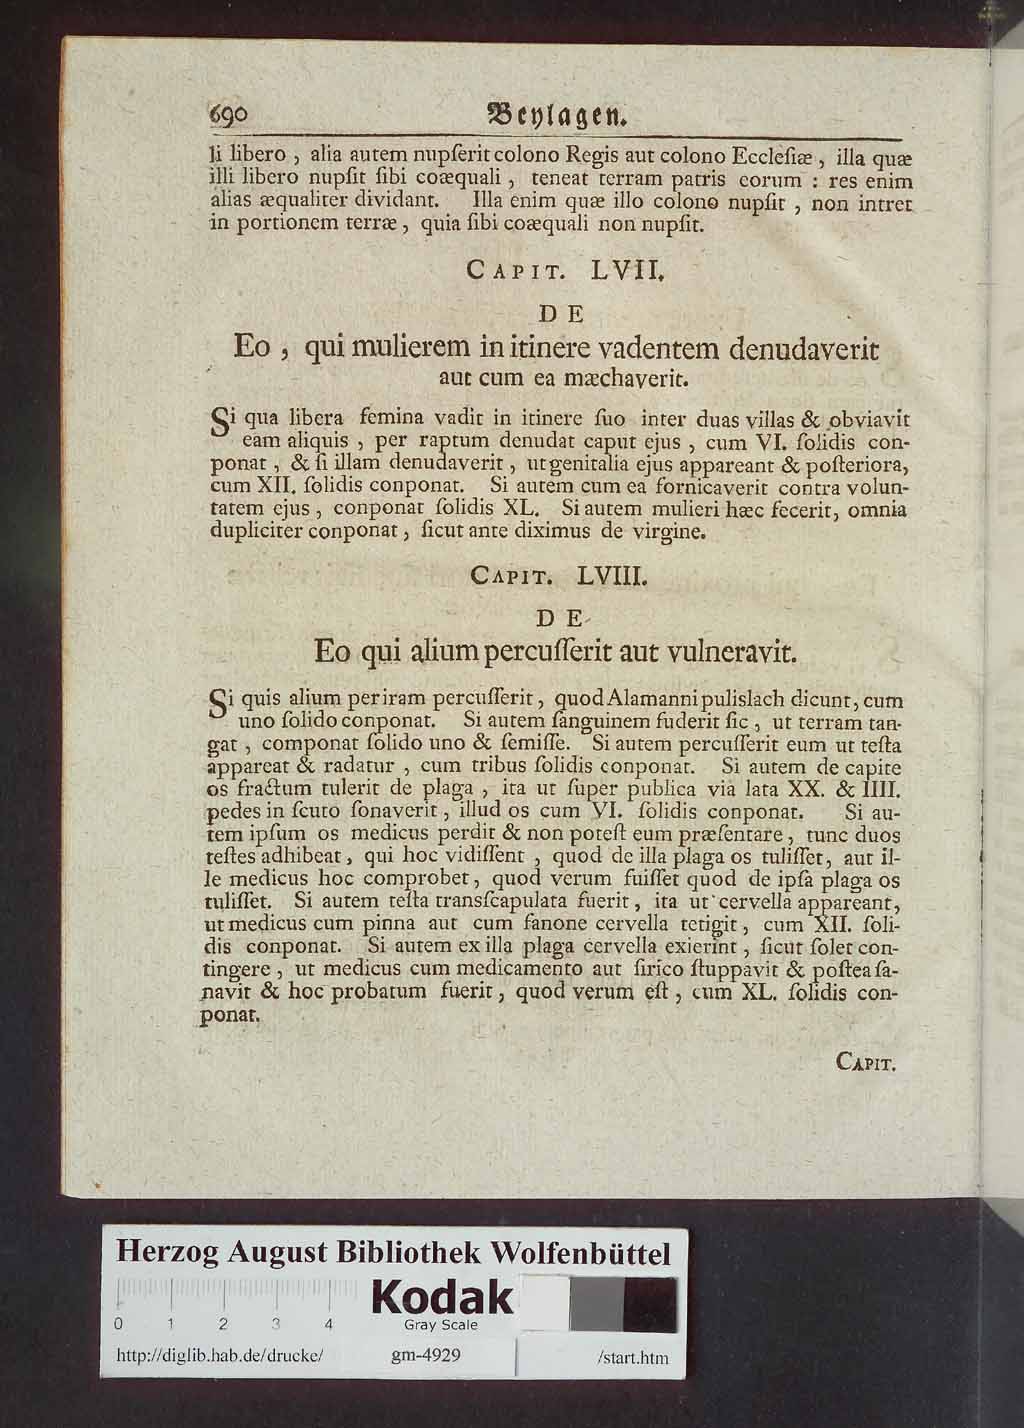 690 Beylagen.
li libero, alia autem nupſerit colono Regis aut colono Eccleſiæ, illa quæ
illi libero nupſit ſibi coæquali, teneat terram patris eorum: res enim
alias æqualiter dividant. Illa enim quæ illo colono nupſit, non intret
in portionem terræ, quia ſibi coæquali non nupſit.
CAPIT. LVII.
DE
Eo, qui mulierem in itinere vadentem denudaverit
aut cum ea mæchaverit.
Si qua libera femina vadit in itinere ſuo inter duas villas & obviavit
eam aliquis, per raptum denudat caput ejus, cum VI. ſolidis con-
ponat, & ſi illam denudaverit, ut genitalia ejus appareant & poſteriora,
cum XII. ſolidis conponat. Si autem cum ea fornicaverit contra volun-
tatem ejus, conponat ſolidis XL. Si autem mulieri hæc fecerit, omnia
dupliciter conponat, ſicut ante diximus de virgine.
CAPIT. LVIII.
DE
Eo qui alium percuſſerit aut vulneravit.
Si quis alium per iram percuſſerit, quod Alamanni pulislach dicunt, cum
uno ſolido conponat. Si autem ſanguinem fuderit ſic, ut terram tan-
gat, componat ſolido uno & ſemiſſe. Si autem percuſſerit eum ut teſta
appareat & radatur, cum tribus ſolidis conponat. Si autem de capite
os fractum tulerit de plaga, ita ut ſuper publica via lata XX. & IIII.
pedes in ſcuto ſonaverit, illud os cum VI. ſolidis conponat. Si au-
tem ipſum os medicus perdit & non poteſt eum præſentare, tunc duos
teſtes adhibeat, qui hoc vidiſſent, quod de illa plaga os tuliſſet, aut il-
le medicus hoc comprobet, quod verum fuiſſet quod de ipſa plaga os
tuliſſet. Si autem teſta transſcapulata fuerit, ita ut cervella appareant,
ut medicus cum pinna aut cum fanone cervella tetigit, cum XII. ſoli-
dis conponat. Si autem ex illa plaga cervella exierint, ſicut ſolet con-
tingere, ut medicus cum medicamento aut ſirico ſtuppavit & poſtea ſa-
navit & hoc probatum fuerit, quod verum eſt, cum XL. ſolidis con-
ponat.
CAPIT.
Herzog August Bibliothek Wolfenbüttel
Kodak
0 1 2 3 4 Gray Scale
http://diglib.hab.de/drucke/ gm-4929 /start.htm